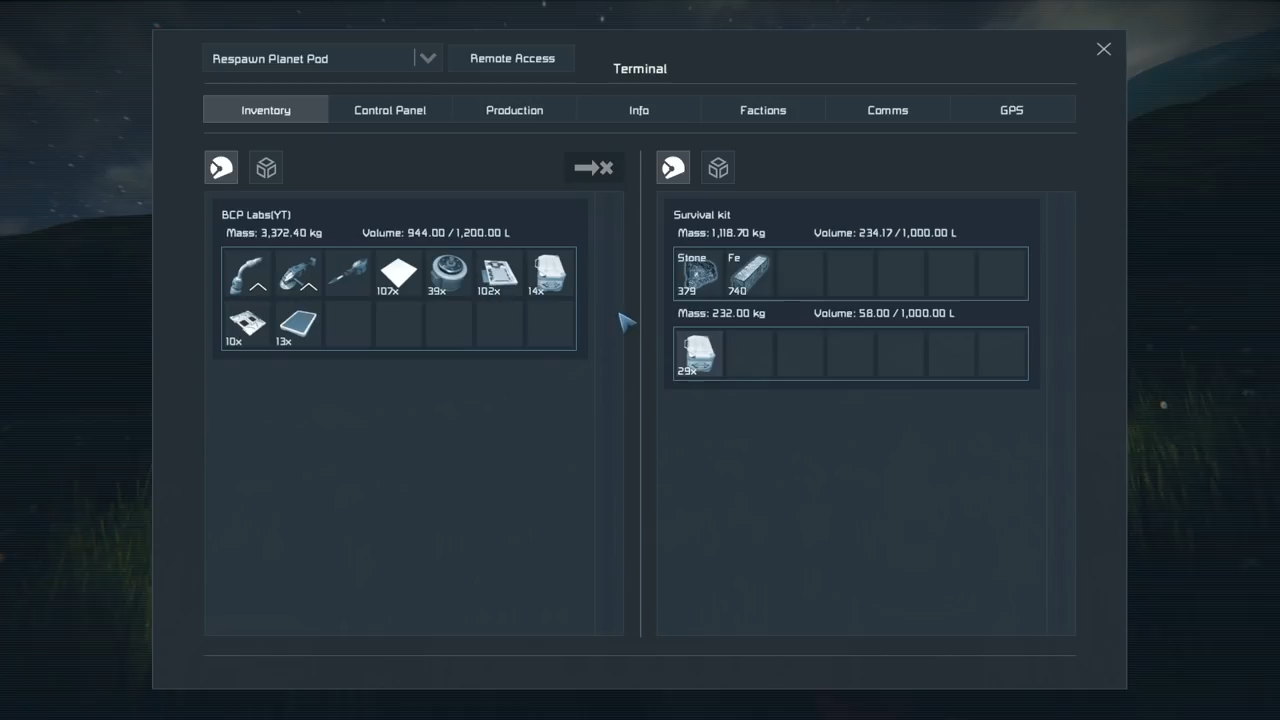 Respawn Planet Pod
Remote Access
Terminal
Inventory
Control Panel
Production
Info
Factions
Comms
GPS
BCP Labs(YT)
Mass: 3,372.40 kg
Volume: 944.00 / 1,200.00 L
107x
39x
102x
14x
10x
13x
Survival kit
Mass: 1,118.70 kg
Volume: 234.17 / 1,000.00 L
Stone
Fe
379
740
Mass: 232.00 kg
Volume: 58.00 / 1,000.00 L
29x